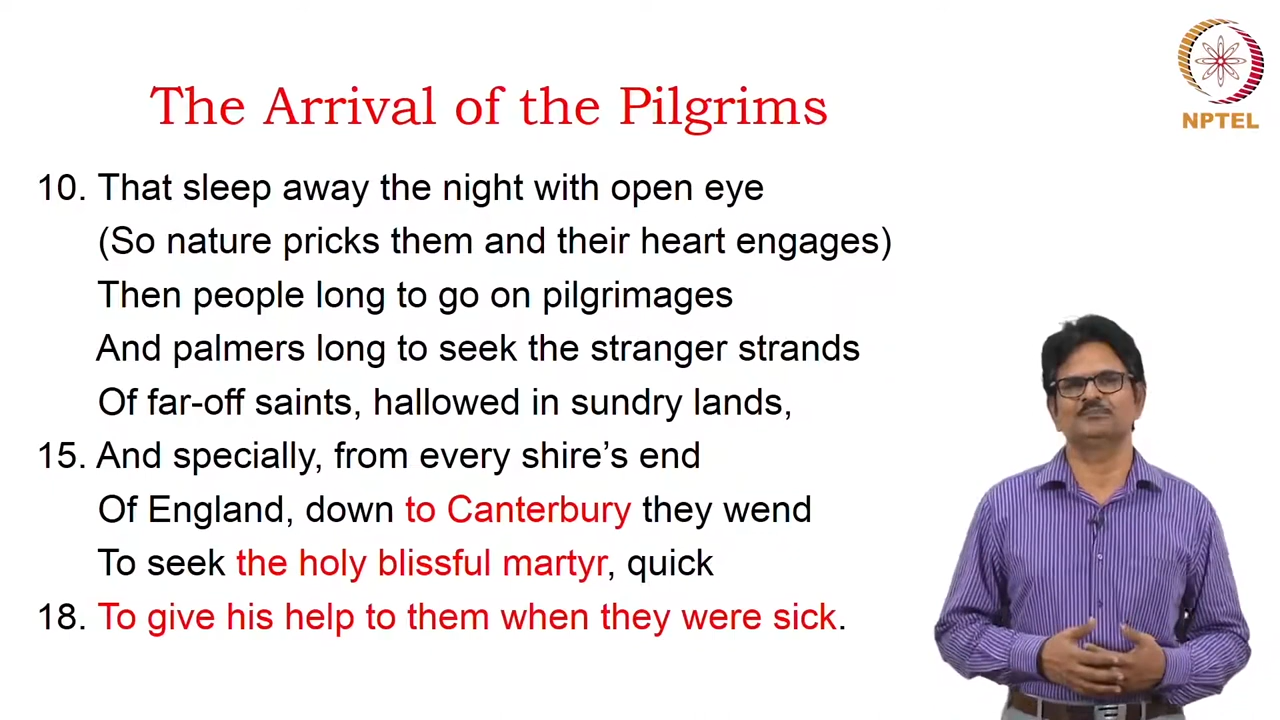 The Arrival of the Pilgrims
NPTEL
10. That sleep away the night with open eye
(So nature pricks them and their heart engages)
Then people long to go on pilgrimages
And palmers long to seek the stranger strands
Of far-off saints, hallowed in sundry lands,
15. And specially, from every shire’s end
Of England, down to Canterbury they wend
To seek the holy blissful martyr, quick
18. To give his help to them when they were sick.